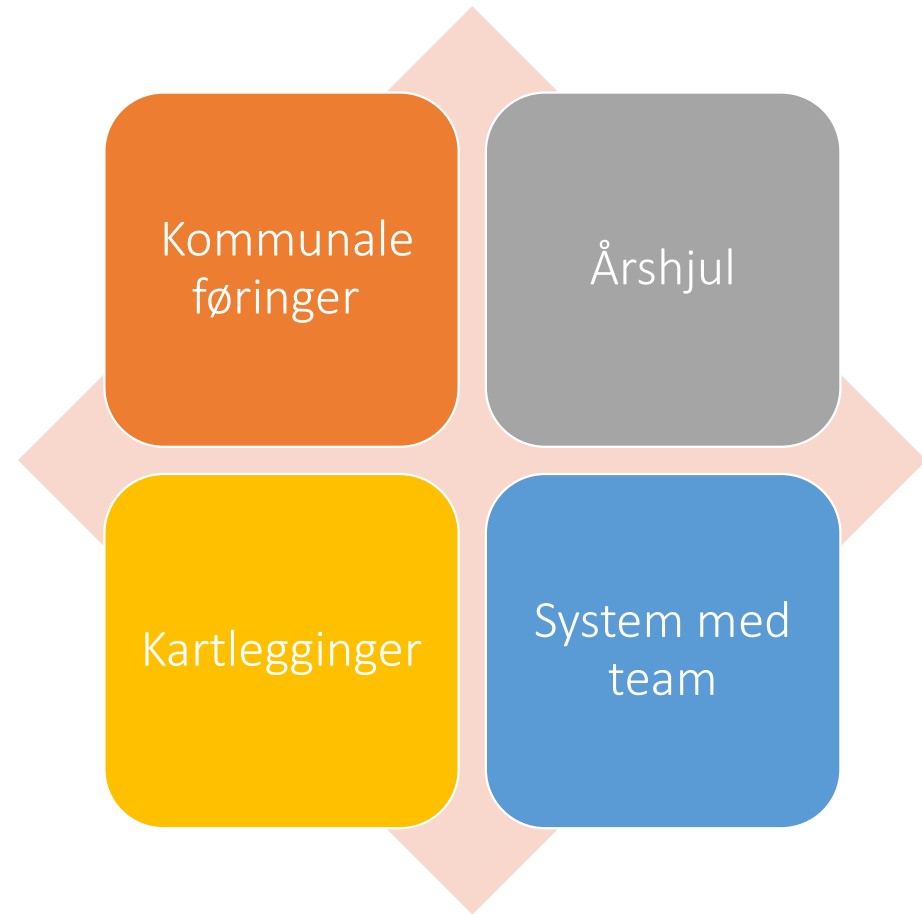 Kommunale
føringer
Årshjul
Kartlegginger
System med
team